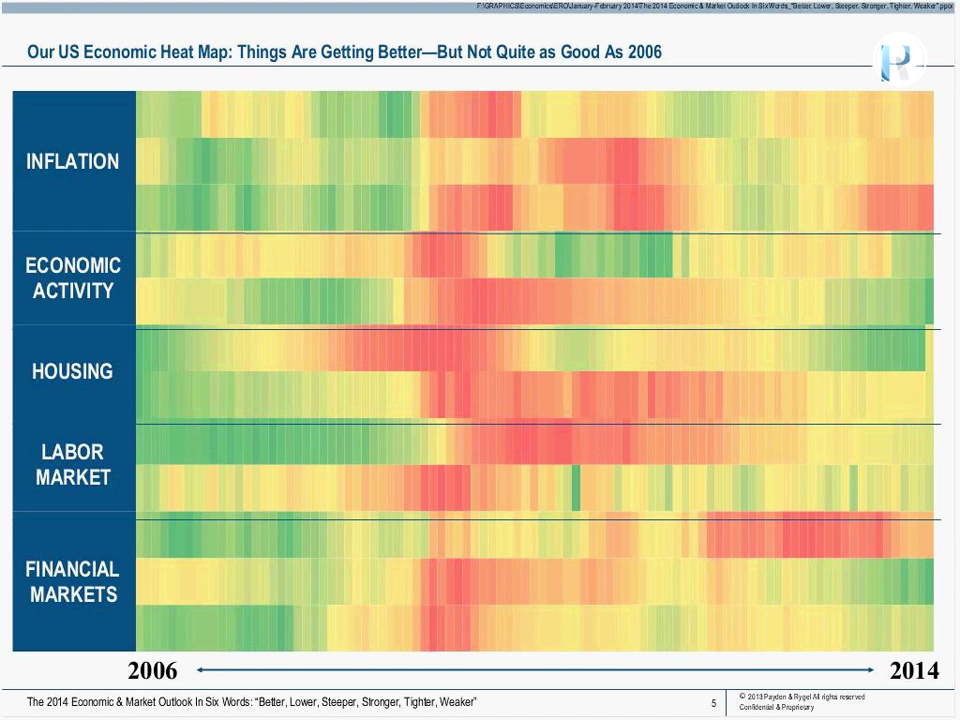 F:\GRAPHICS\Economics\ERO\January-February 2014\The 2014 Economic & Market Outlook In Six Words_"Better, Lower, Steeper, Stronger, Tighter, Weaker".pptx
Our US Economic Heat Map: Things Are Getting Better—But Not Quite as Good As 2006
INFLATION
ECONOMIC
ACTIVITY
HOUSING
LABOR
MARKET
FINANCIAL
MARKETS
2006
2014
The 2014 Economic & Market Outlook In Six Words: "Better, Lower, Steeper, Stronger, Tighter, Weaker"
5
© 2013 Payden & Rygel All rights reserved
Confidential & Proprietary